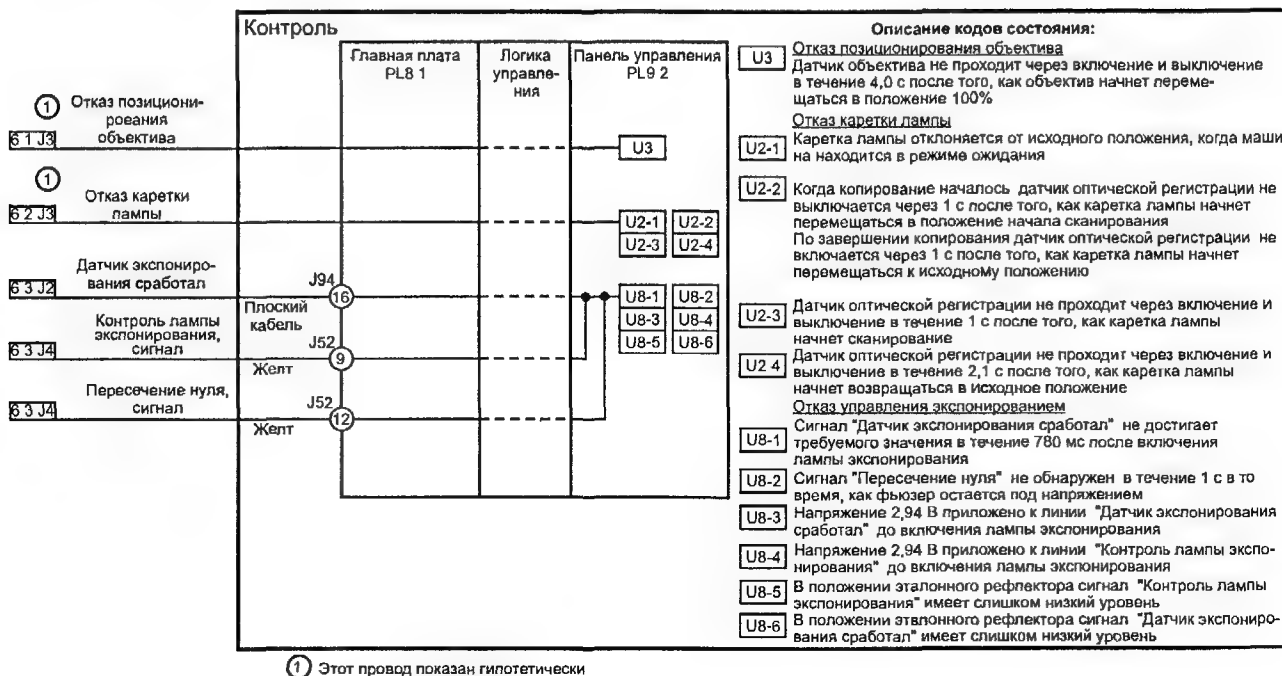 Контроль
Главная плата
PL8 1
Логика
управле-
ния
Панель управления
PL9 2
1
Отказ позициони-
рования
объектива
6 1 J3
U3
1
Отказ каретки
лампы
6 2 J3
U2-1 U2-2
U2-3 U2-4
Датчик экспониро-
вания сработал
6 3 J2
J94
16
Плоский
кабель
U8-1 U8-2
U8-3 U8-4
U8-5 U8-6
Контроль лампы
экспонирования,
сигнал
6 3 J4
J52
9
Желт
Пересечение нуля,
сигнал
6 3 J4
J52
12
Желт
Описание кодов состояния:
Отказ позиционирования объектива
U3 Датчик объектива не проходит через включение и выключение
в течение 4,0 с после того, как объектив начнет переме-
щаться в положение 100%
Отказ каретки лампы
U2-1 Каретка лампы отклоняется от исходного положения, когда маши
на находится в режиме ожидания
U2-2 Когда копирование началось датчик оптической регистрации не
выключается через 1 с после того, как каретка лампы начнет
перемещаться в положение начала сканирования
По завершении копирования датчик оптической регистрации не
включается через 1 с после того, как каретка лампы начнет
перемещаться к исходному положению
U2-3 Датчик оптической регистрации не проходит через включение и
выключение в течение 1 с после того, как каретка лампы
начнет сканирование
U2 4 Датчик оптической регистрации не проходит через включение и
выключение в течение 2,1 с после того, как каретка лампы
начнет возвращаться в исходное положение
Отказ управления экспонированием
U8-1 Сигнал "Датчик экспонирования сработал" не достигает
требуемого значения в течение 780 мс после включения
лампы экспонирования
U8-2 Сигнал "Пересечение нуля" не обнаружен в течение 1 с в то
время, как фьюзер остается под напряжением
U8-3 Напряжение 2,94 В приложено к линии "Датчик экспонирования
сработал" до включения лампы экспонирования
U8-4 Напряжение 2,94 В приложено к линии "Контроль лампы экспо-
нирования" до включения лампы экспонирования
U8-5 В положении эталонного рефлектора сигнал "Контроль лампы
экспонирования" имеет слишком низкий уровень
U8-6 В положении эталонного рефлектора сигнал "Датчик экспониро-
вания сработал" имеет слишком низкий уровень
1 Этот провод показан гипотетически